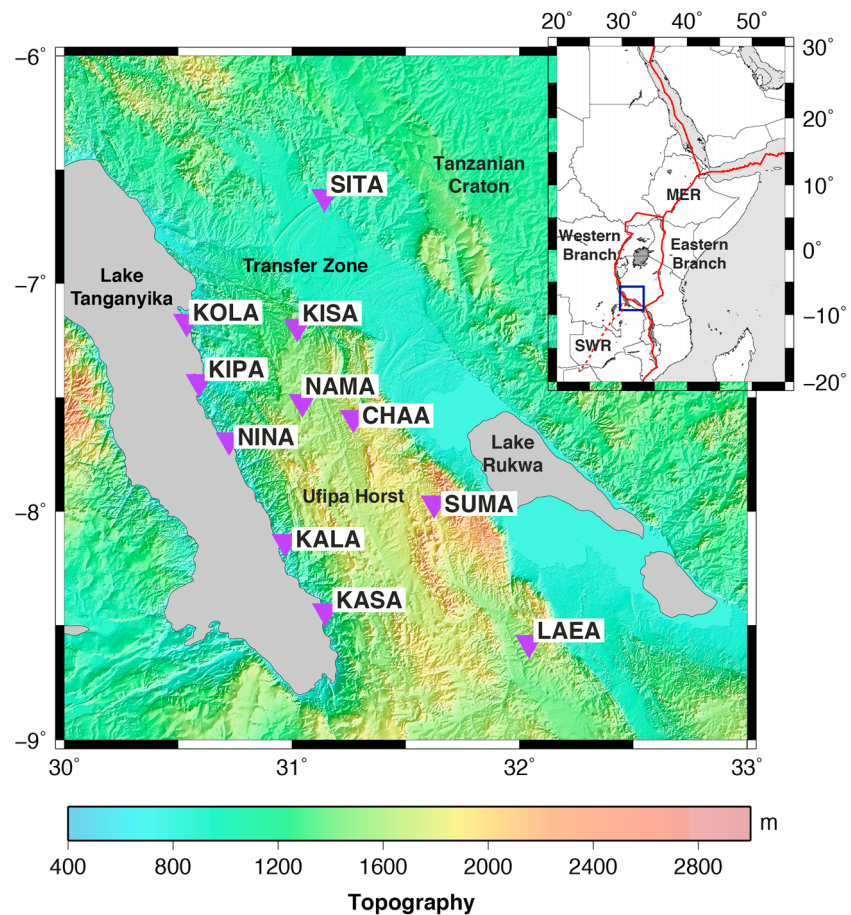 20° 30° 40° 50°
30°
20°
10°
0°
−10°
−20°
MER
Western
Branch
Eastern
Branch
SWR
−6°
−7°
−8°
−9°
Tanzanian
Craton
SITA
Transfer Zone
Lake
Tanganyika
KOLA
KISA
KIPA
NAMA
CHAA
NINA
Lake
Rukwa
Ufipa Horst
SUMA
KALA
KASA
LAEA
30° 31° 32° 33°
m
400 800 1200 1600 2000 2400 2800
Topography